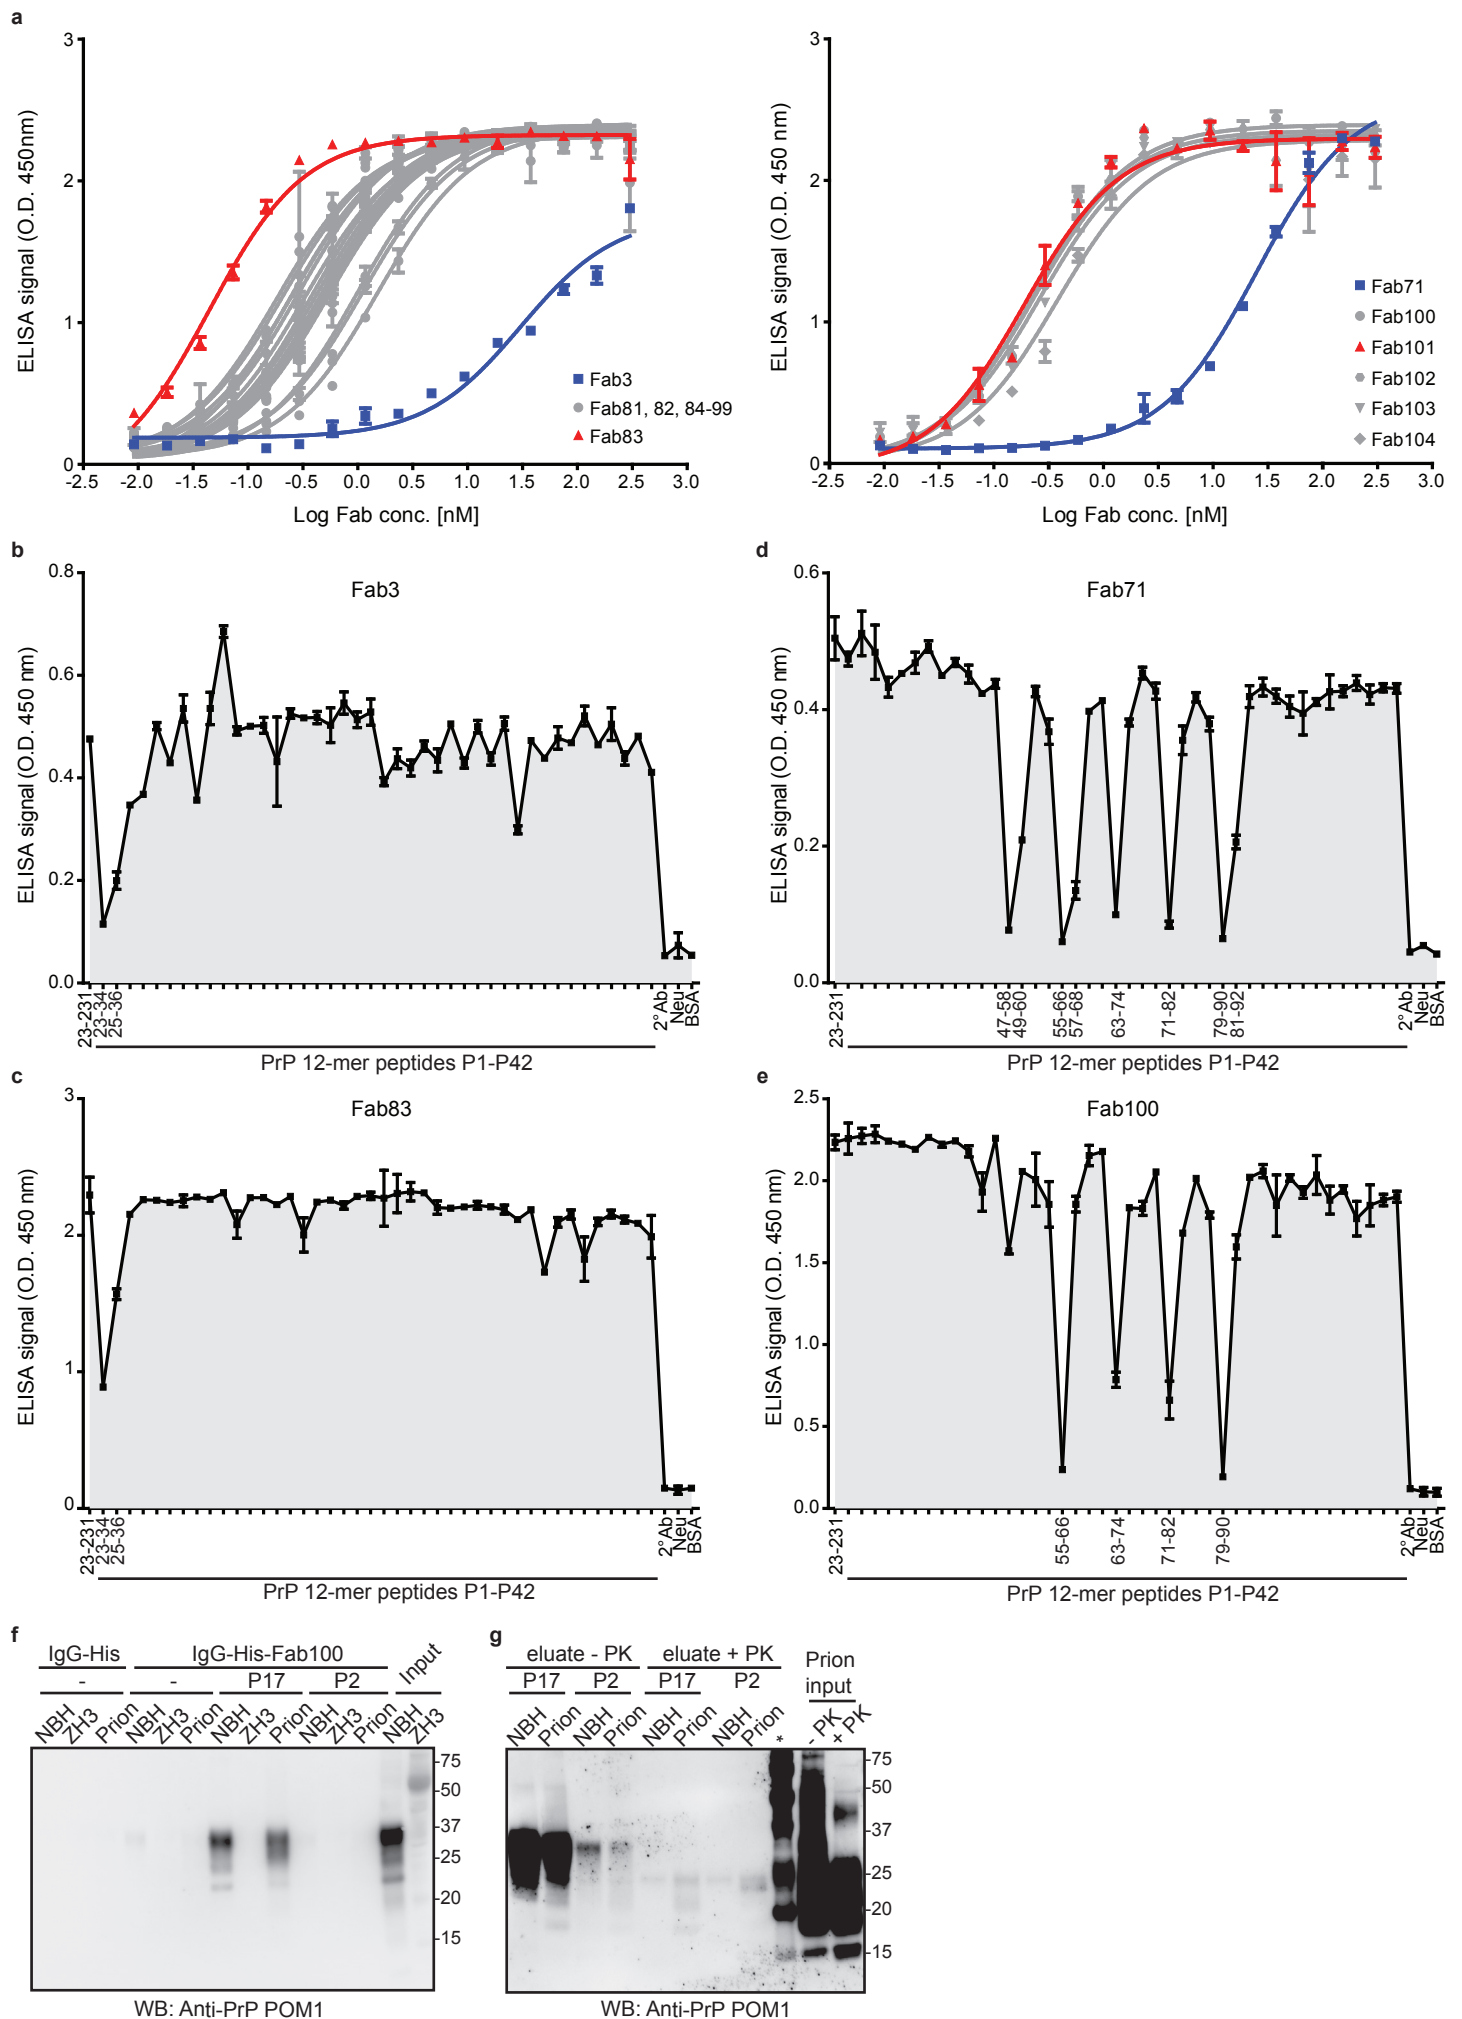 a
3
2
1
0
ELISA signal (O.D. 450nm)
-2.5 -2.0 -1.5 -1.0 -0.5 0.0 0.5 1.0 1.5 2.0 2.5 3.0
Log Fab conc. [nM]
Fab3
Fab81, 82, 84-99
Fab83
3
2
1
0
ELISA signal (O.D. 450 nm)
-2.5 -2.0 -1.5 -1.0 -0.5 0.0 0.5 1.0 1.5 2.0 2.5 3.0
Log Fab conc. [nM]
Fab71
Fab100
Fab101
Fab102
Fab103
Fab104
b
Fab3
0.8
0.6
0.4
0.2
0.0
ELISA signal (O.D. 450 nm)
23-231
23-34
25-36
2°Ab
Neu
BSA
PrP 12-mer peptides P1-P42
d
Fab71
0.6
0.4
0.2
0.0
ELISA signal (O.D. 450 nm)
23-231
47-58
49-60
55-66
57-68
63-74
71-82
79-90
81-92
2°Ab
Neu
BSA
PrP 12-mer peptides P1-P42
c
Fab83
3
2
1
0
ELISA signal (O.D. 450 nm)
23-231
23-34
25-36
2°Ab
Neu
BSA
PrP 12-mer peptides P1-P42
e
Fab100
2.5
2.0
1.5
1.0
0.5
0.0
ELISA signal (O.D. 450 nm)
23-231
55-66
63-74
71-82
79-90
2°Ab
Neu
BSA
PrP 12-mer peptides P1-P42
f
IgG-His IgG-His-Fab100 Input
- - P17 P2
NBH ZH3 Prion NBH ZH3 Prion NBH ZH3 Prion NBH ZH3 Prion NBH ZH3
-75
-50
-37
-25
-20
-15
WB: Anti-PrP POM1
g
eluate - PK eluate + PK Prion
input
P17 P2 P17 P2
NBH Prion NBH Prion NBH Prion NBH Prion * - PK + PK
-75
-50
-37
-25
-20
-15
WB: Anti-PrP POM1